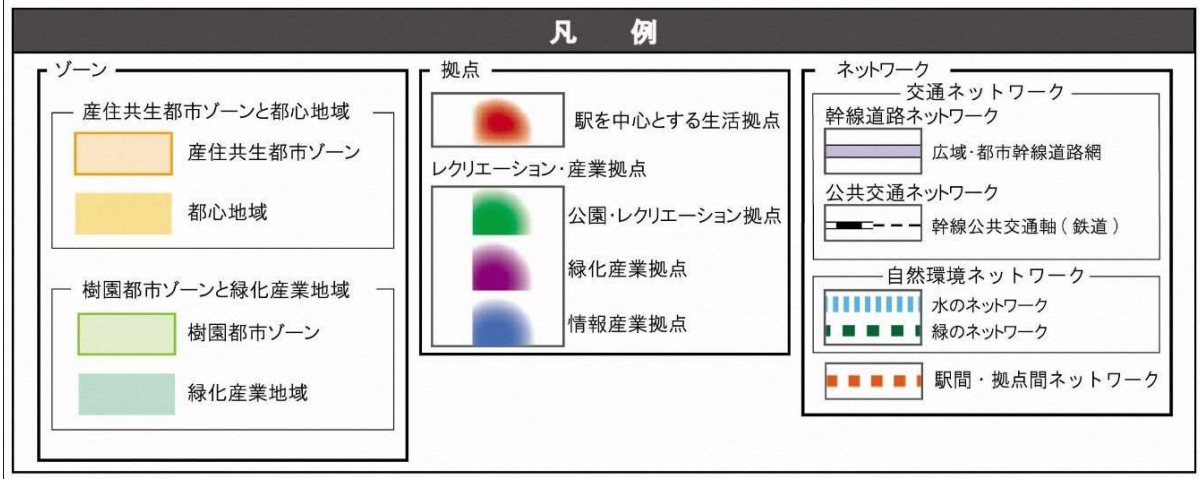 凡 例
ゾーン
産住共生都市ゾーンと都心地域
産住共生都市ゾーン
都心地域
樹園都市ゾーンと緑化産業地域
樹園都市ゾーン
緑化産業地域
拠点
駅を中心とする生活拠点
レクリエーション・産業拠点
公園・レクリエーション拠点
緑化産業拠点
情報産業拠点
ネットワーク
交通ネットワーク
幹線道路ネットワーク
広域・都市幹線道路網
公共交通ネットワーク
幹線公共交通軸(鉄道)
自然環境ネットワーク
水のネットワーク
緑のネットワーク
駅間・拠点間ネットワーク